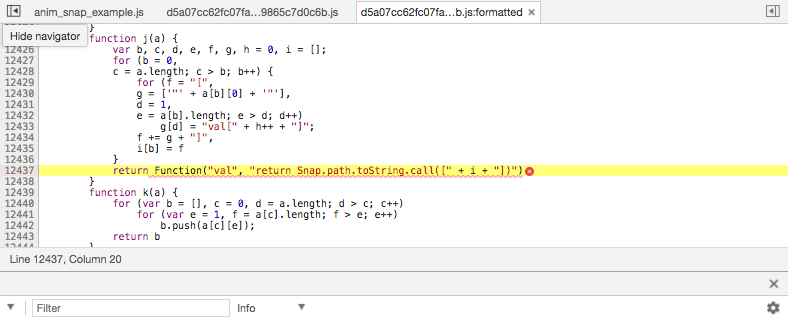 anim_snap_example.js d5a07cc62fc07fa...9865c7d0c6b.js d5a07cc62fc07fa...b.js:formatted ×
Hide navigator }
function j(a) {
12426 var b, c, d, e, f, g, h = 0, i = [];
12427 for (b = 0,
12428 c = a.length; c > b; b++) {
12429 for (f = "[",
12430 g = ['"' + a[b][0] + '"'],
12431 d = 1,
12432 e = a[b].length; e > d; d++)
12433 g[d] = "val[" + h++ + "]";
12434 f += g + "]",
12435 i[b] = f
12436 }
12437 return Function("val", "return Snap.path.toString.call([" + i + "])")
12438 }
12439 function k(a) {
12440 for (var b = [], c = 0, d = a.length; d > c; c++)
12441 for (var e = 1, f = a[c].length; f > e; e++)
12442 b.push(a[c][e]);
12443 return b
12444 }
Line 12437, Column 20
Filter Info